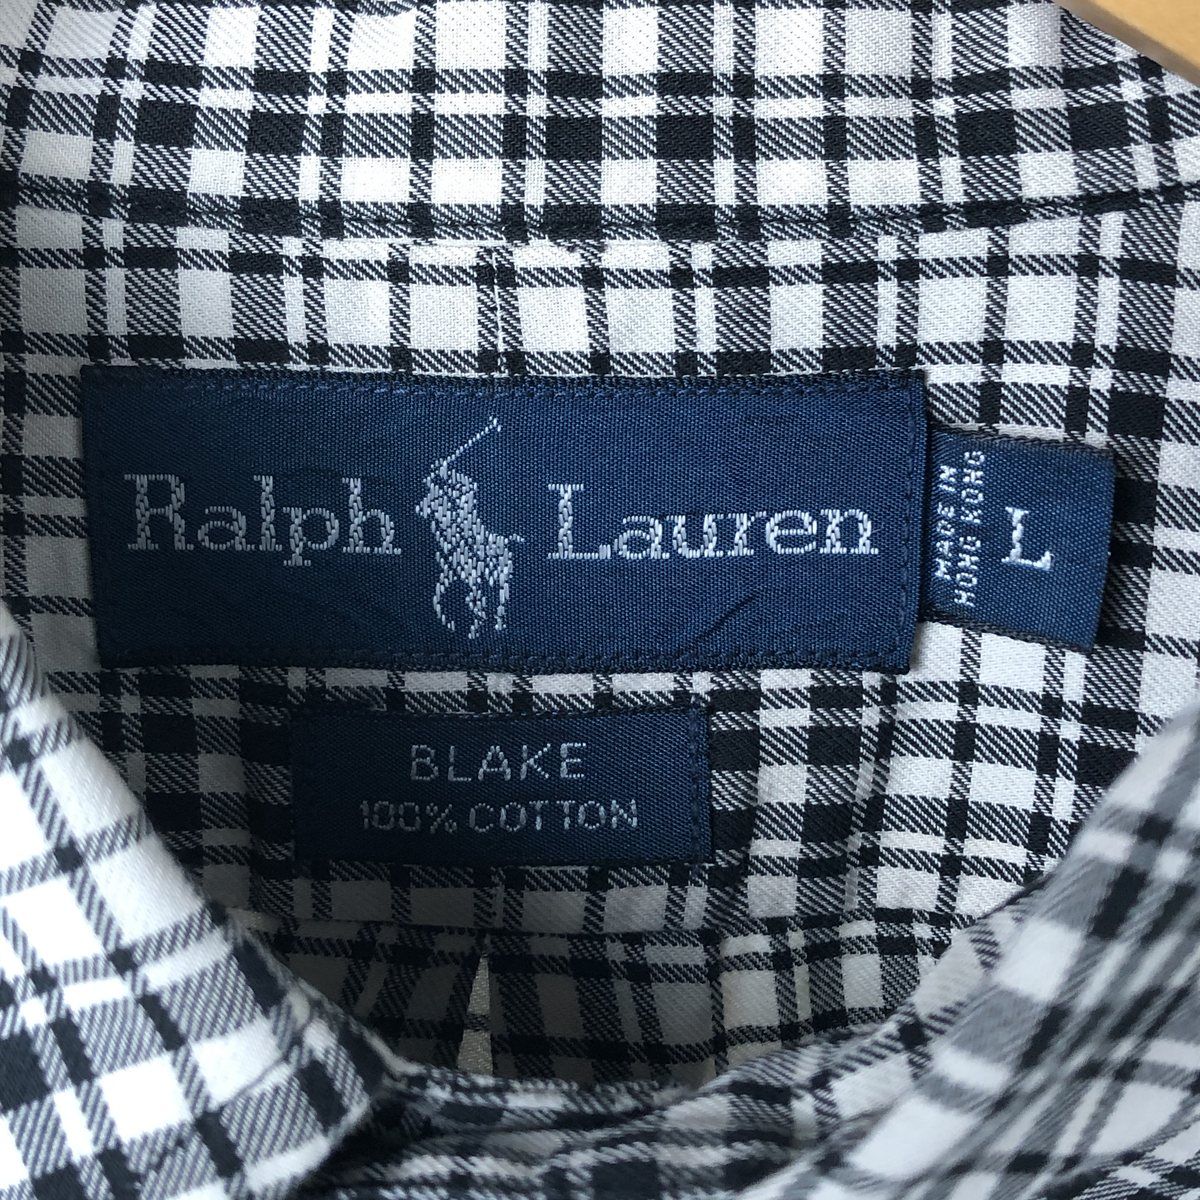 Ralph Lauren
MADE IN
HONG KONG
L
BLAKE
100% COTTON